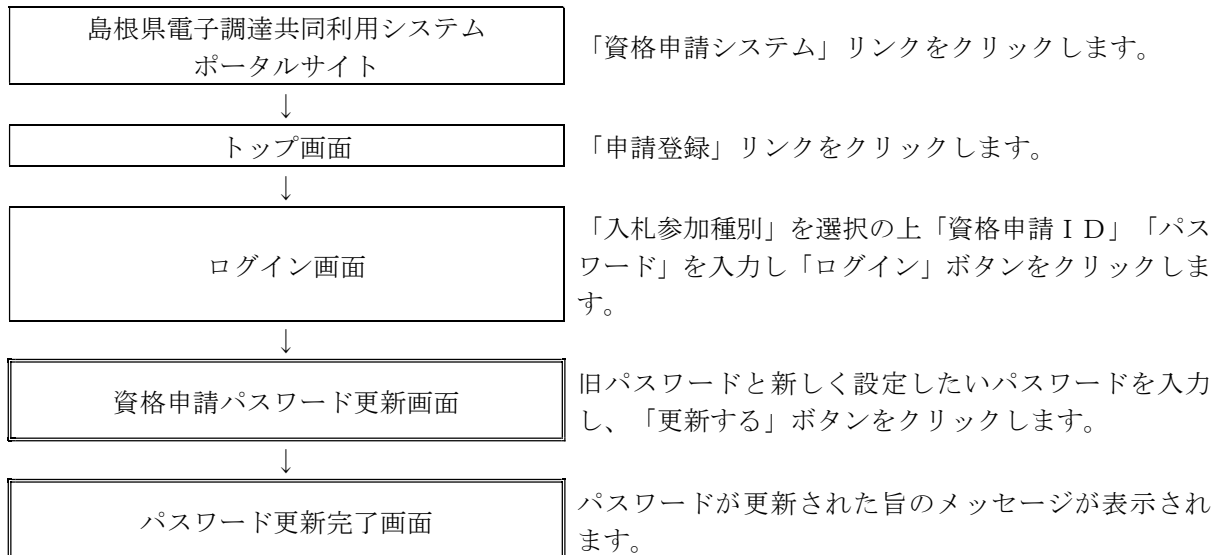 島根県電子調達共同利用システム
ポータルサイト
「資格申請システム」リンクをクリックします。
↓
トップ画面
「申請登録」リンクをクリックします。
↓
ログイン画面
「入札参加種別」を選択の上「資格申請ＩＤ」「パス
ワード」を入力し「ログイン」ボタンをクリックしま
す。
↓
資格申請パスワード更新画面
旧パスワードと新しく設定したいパスワードを入力
し、「更新する」ボタンをクリックします。
↓
パスワード更新完了画面
パスワードが更新された旨のメッセージが表示され
ます。